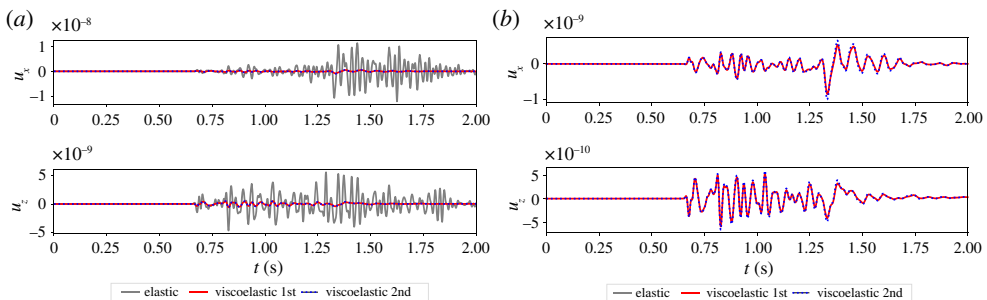 (a)
×10⁻⁸
u_x
1
0
−1
0 0.25 0.50 0.75 1.00 1.25 1.50 1.75 2.00
×10⁻⁹
u_z
5
0
−5
0 0.25 0.50 0.75 1.00 1.25 1.50 1.75 2.00
t (s)
elastic viscoelastic 1st viscoelastic 2nd
(b)
×10⁻⁹
u_x
0
−1
0 0.25 0.50 0.75 1.00 1.25 1.50 1.75 2.00
×10⁻¹⁰
u_z
5
0
−5
0 0.25 0.50 0.75 1.00 1.25 1.50 1.75 2.00
t (s)
elastic viscoelastic 1st viscoelastic 2nd